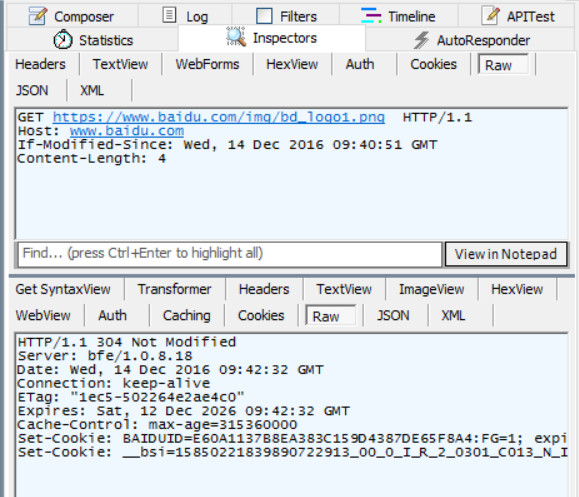 Composer Log Filters Timeline APITest
Statistics Inspectors AutoResponder
Headers TextView WebForms HexView Auth Cookies Raw
JSON XML
GET https://www.baidu.com/img/bd_logo1.png HTTP/1.1
Host: www.baidu.com
If-Modified-Since: Wed, 14 Dec 2016 09:40:51 GMT
Content-Length: 4
Find... (press Ctrl+Enter to highlight all) View in Notepad
Get SyntaxView Transformer Headers TextView ImageView HexView
WebView Auth Caching Cookies Raw JSON XML
HTTP/1.1 304 Not Modified
Server: bfe/1.0.8.18
Date: Wed, 14 Dec 2016 09:42:32 GMT
Connection: keep-alive
ETag: "1ec5-502264e2ae4c0"
Expires: Sat, 12 Dec 2026 09:42:32 GMT
Cache-Control: max-age=315360000
Set-Cookie: BAIDUID=E60A1137B8EA383C159D4387DE65F8A4:FG=1; expi
Set-Cookie: __bsi=15850221839890722913_00_0_I_R_2_0301_C013_N_I